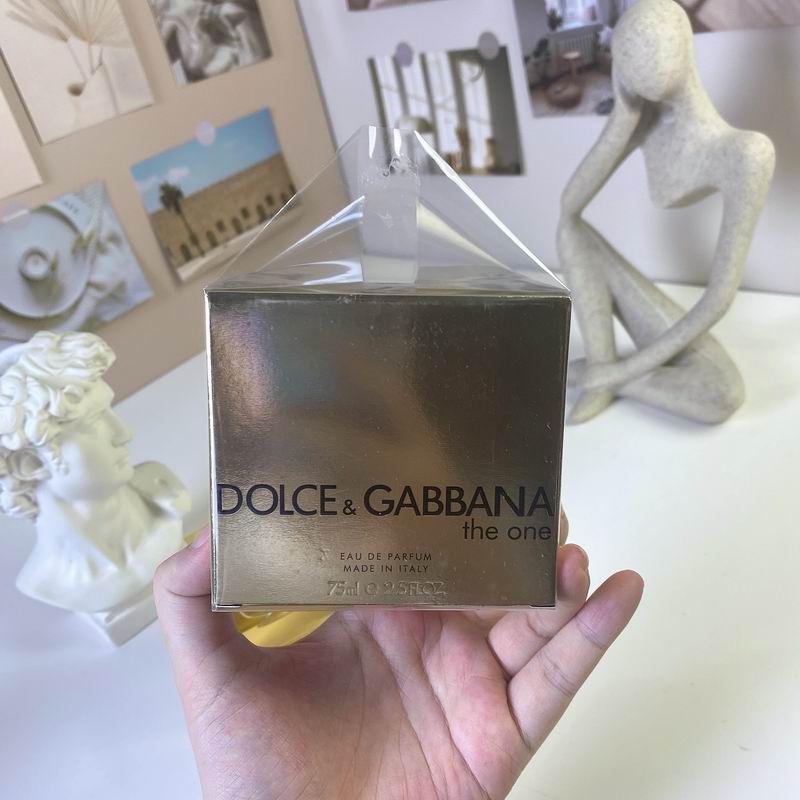 DOLCE & GABBANA
the one
EAU DE PARFUM
MADE IN ITALY
75ml ℮ 2.5FL.OZ.